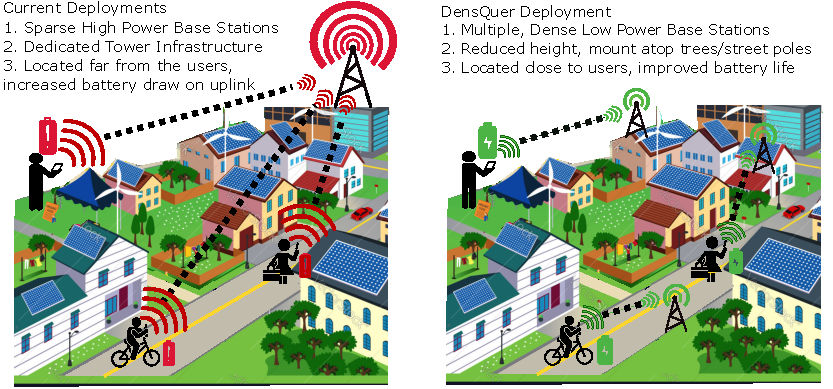 Current Deployments
1. Sparse High Power Base Stations
2. Dedicated Tower Infrastructure
3. Located far from the users,
increased battery draw on uplink
DensQuer Deployment
1. Multiple, Dense Low Power Base Stations
2. Reduced height, mount atop trees/street poles
3. Located close to users, improved battery life